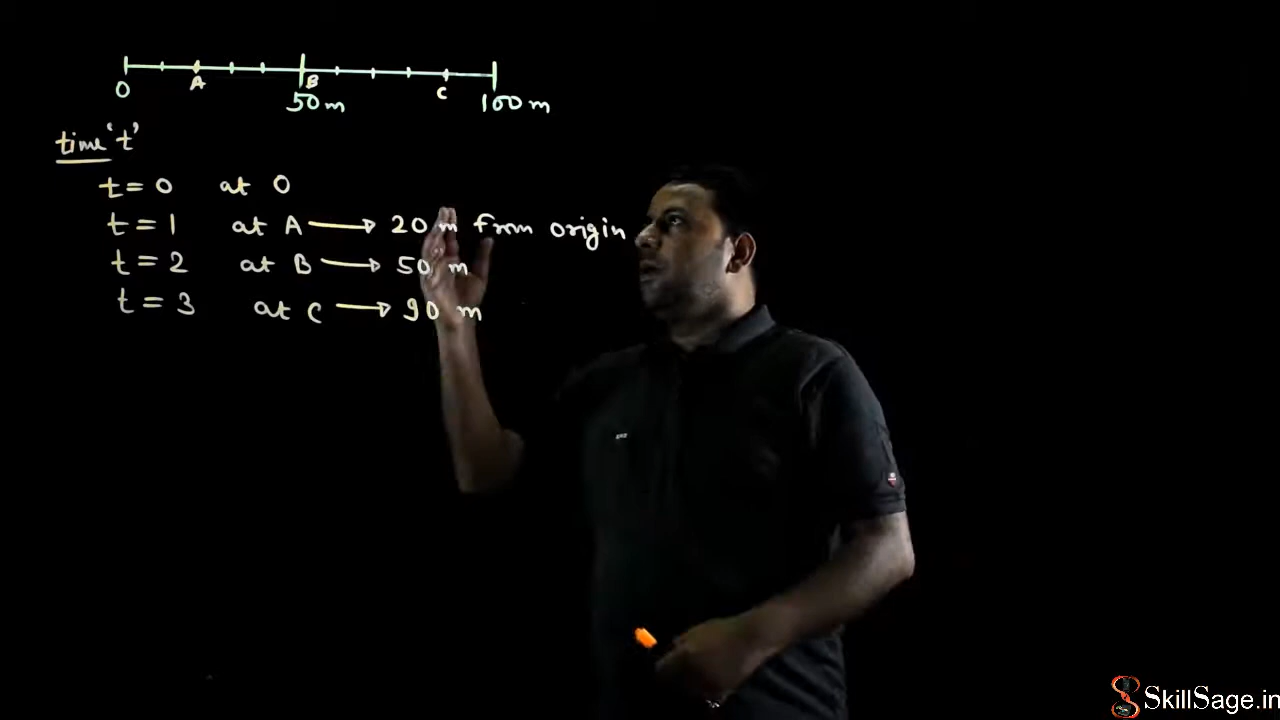 0 A B C
50 m 100 m
time 't'
t = 0 at 0
t = 1 at A → 20 m from origin
t = 2 at B → 50 m
t = 3 at C → 90 m
SkillSage.in